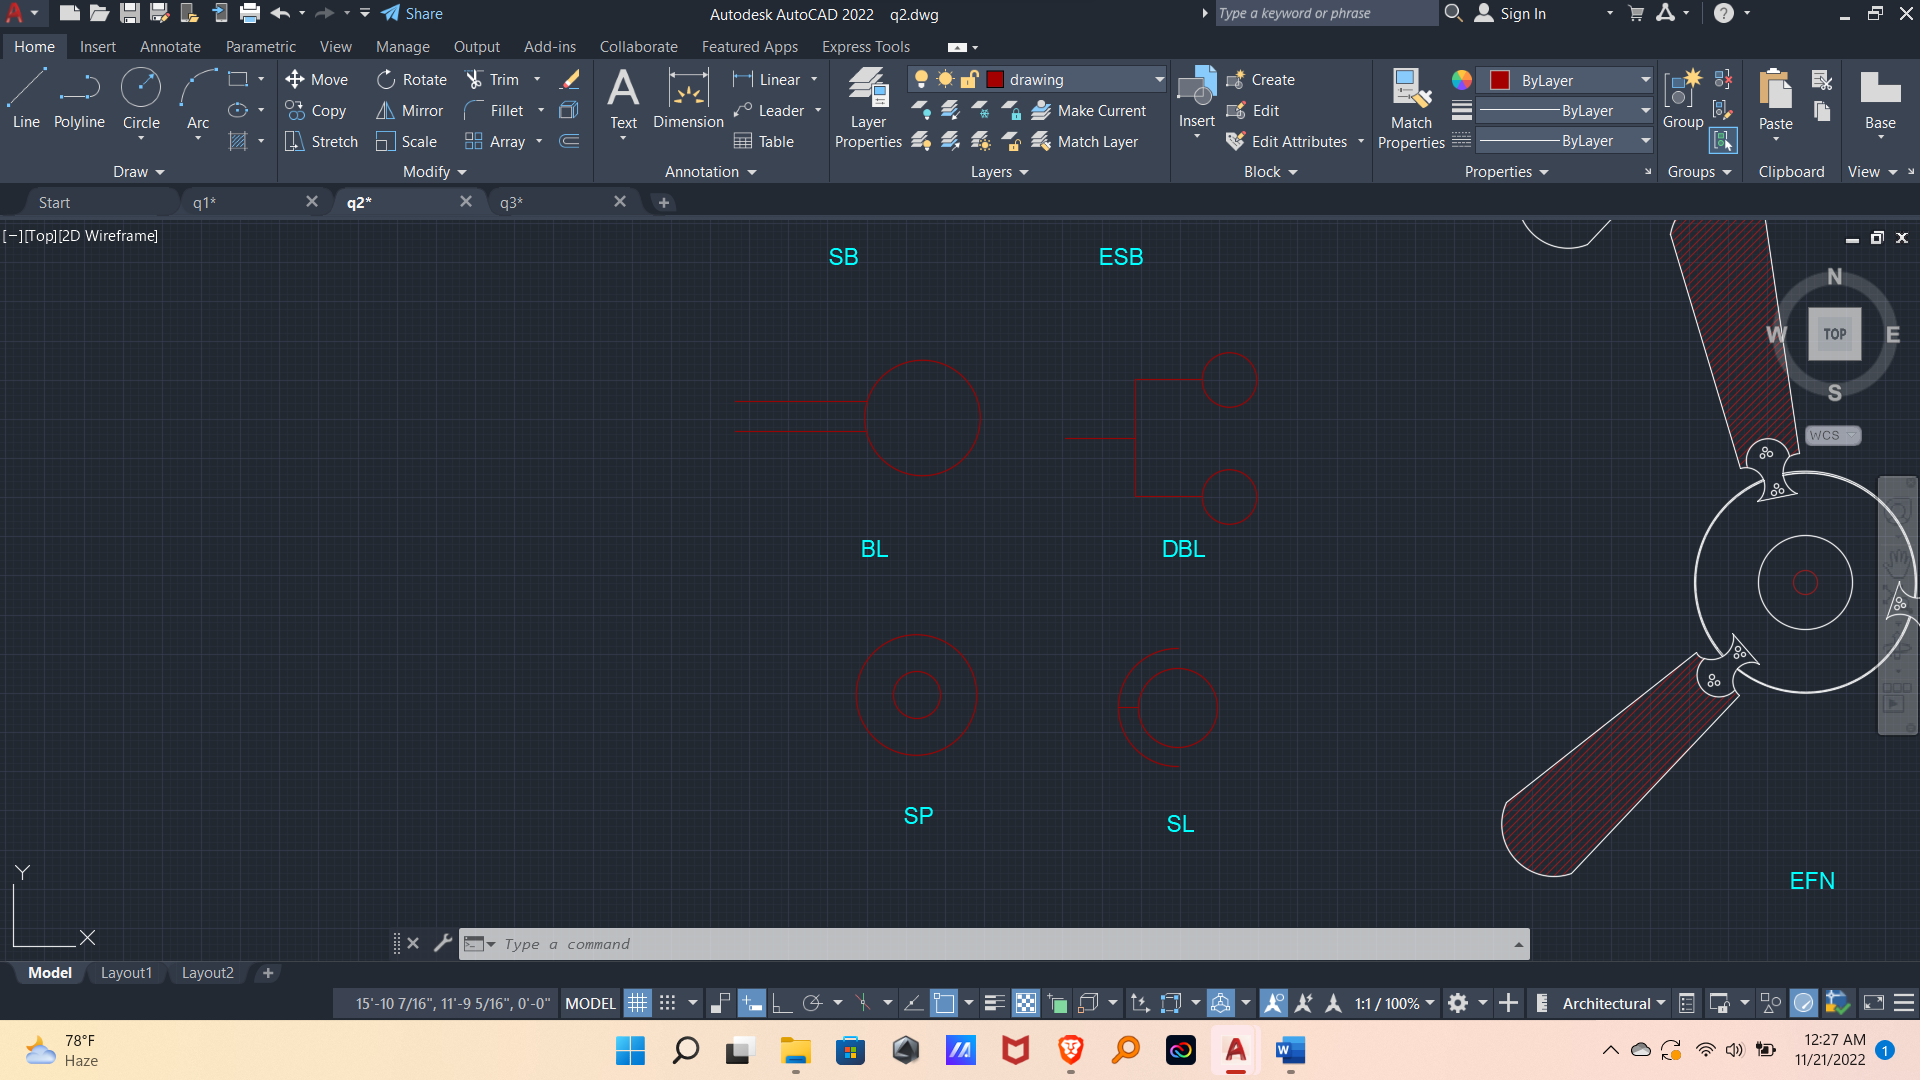 Share
Autodesk AutoCAD 2022 q2.dwg
Type a keyword or phrase
Sign In
Home Insert Annotate Parametric View Manage Output Add-ins Collaborate Featured Apps Express Tools
Line Polyline Circle Arc
Move Rotate Trim
Copy Mirror Fillet
Stretch Scale Array
Text Dimension
Linear
Leader
Table
Layer
Properties
drawing
Make Current
Match Layer
Insert
Create
Edit
Edit Attributes
Match
Properties
ByLayer
ByLayer
ByLayer
Group
Paste
Base
Draw Modify Annotation Layers Block Properties Groups Clipboard View
Start q1* q2* q3*
[−][Top][2D Wireframe]
SB ESB
N
W TOP E
S
WCS
BL DBL
SP SL
EFN
Y
X
Type a command
Model Layout1 Layout2
15'-10 7/16", 11'-9 5/16", 0'-0" MODEL 1:1 / 100% Architectural
78°F
Haze
12:27 AM
11/21/2022
1